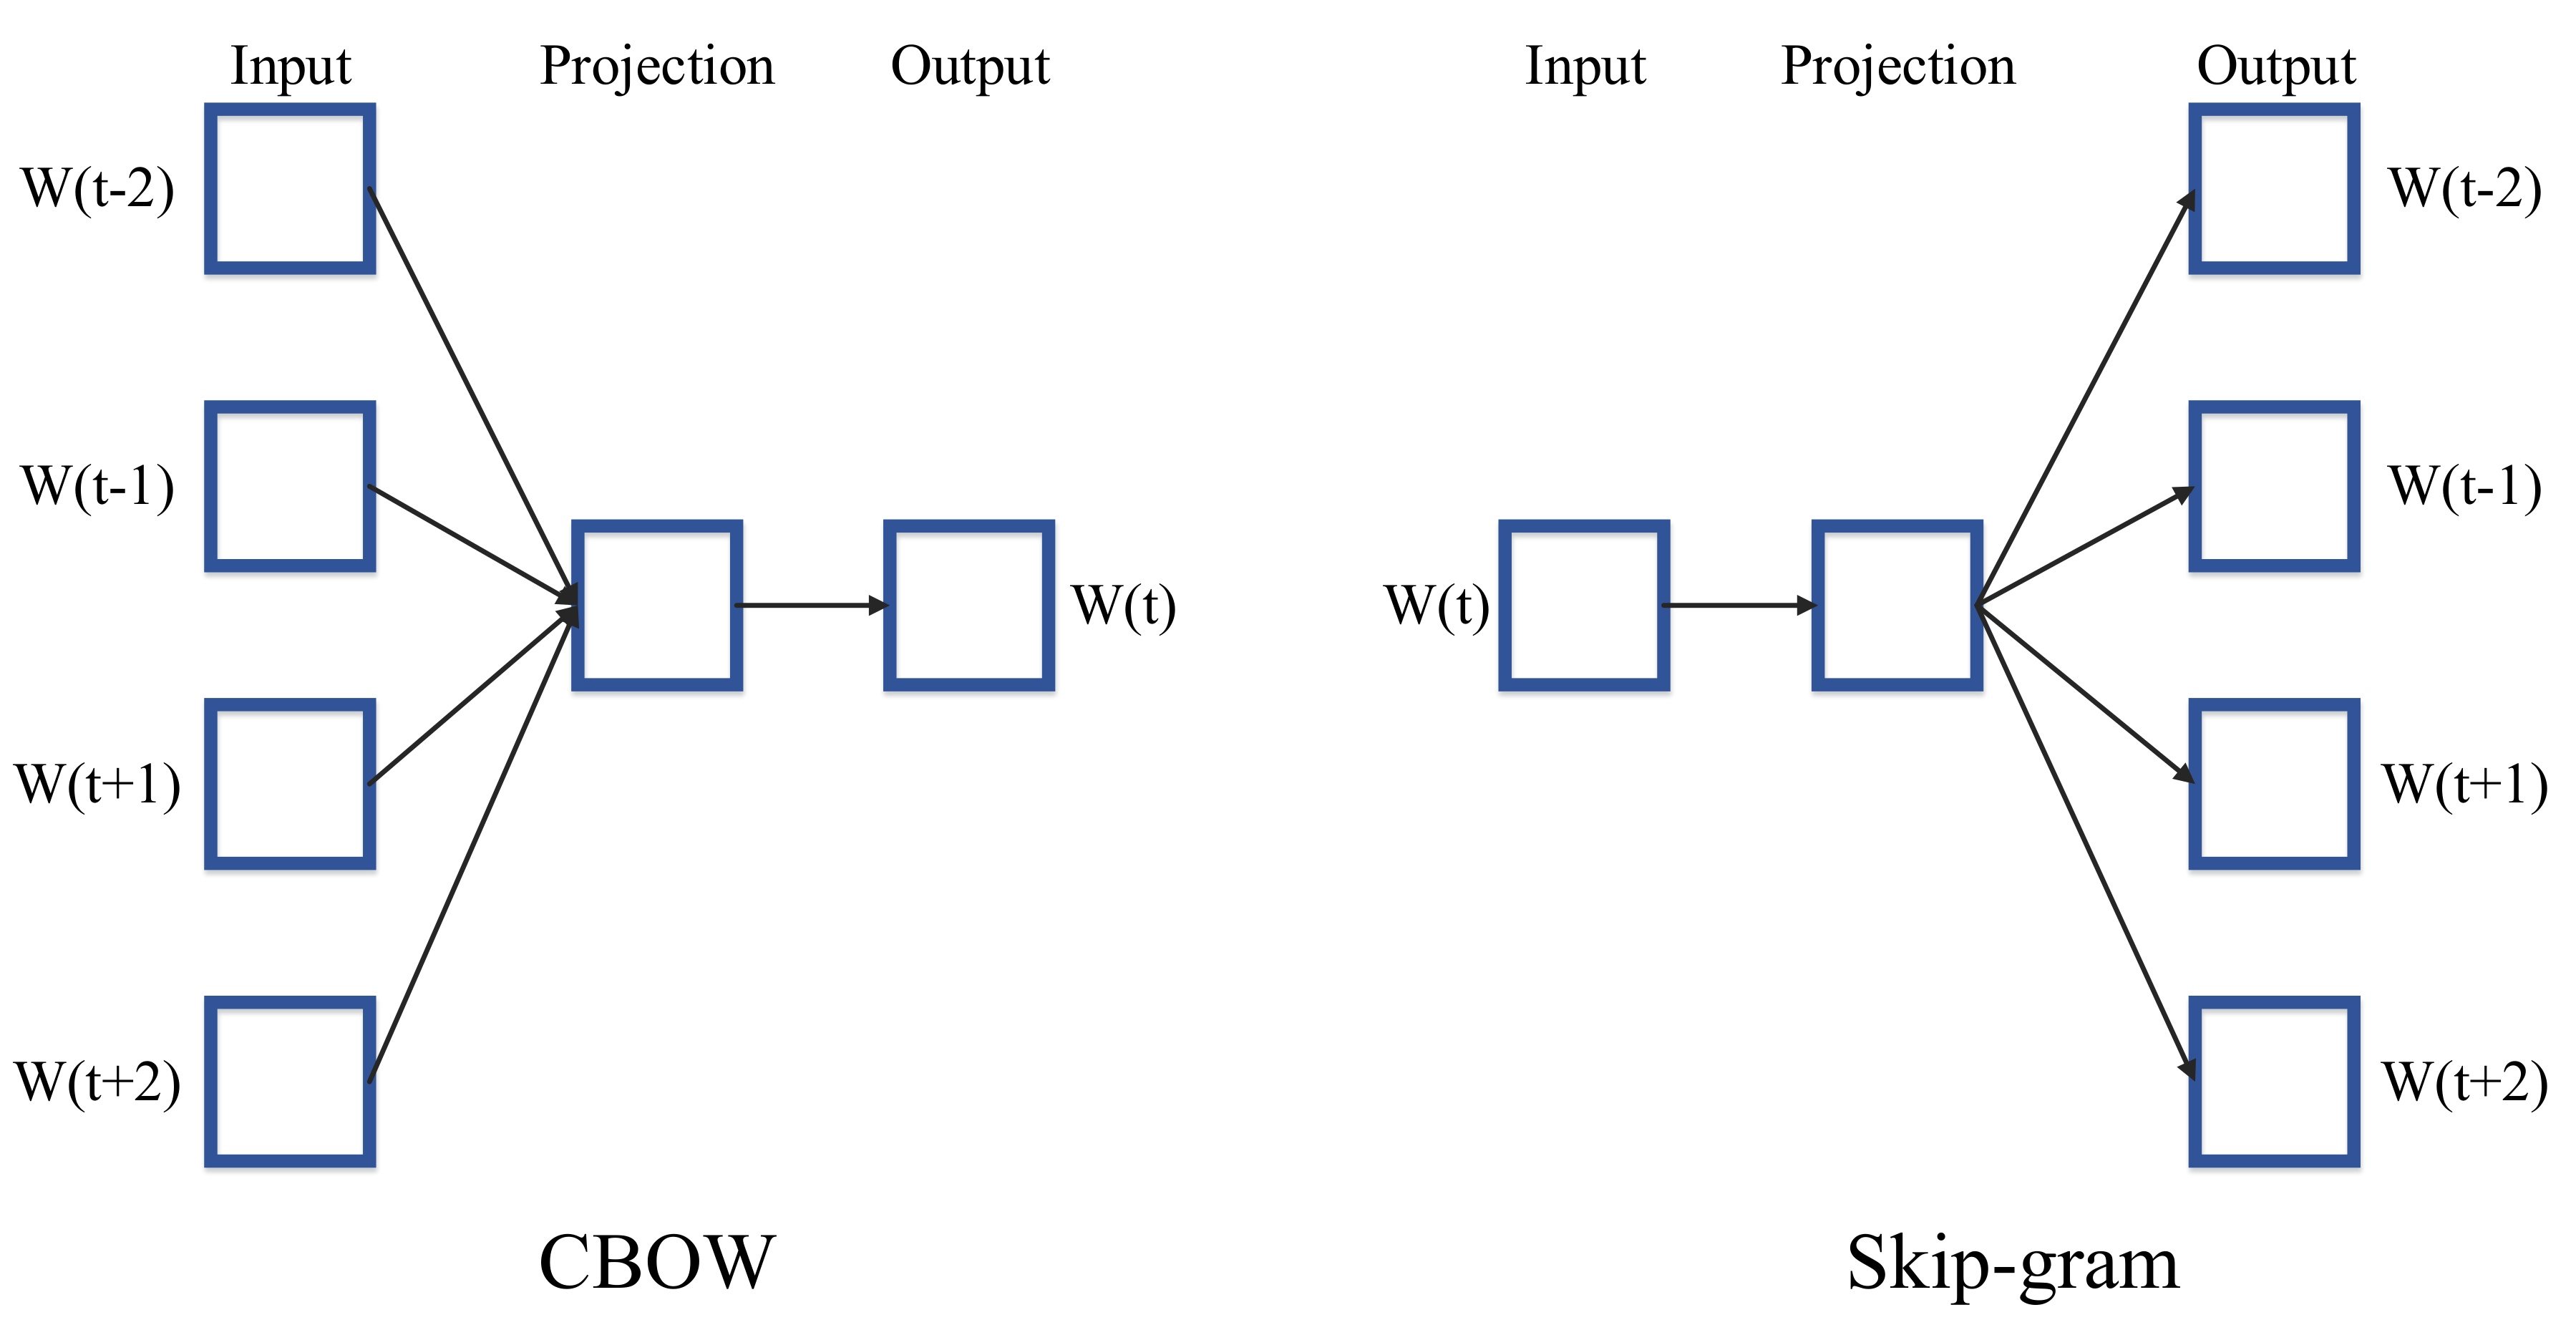 Input Projection Output
W(t-2)
W(t-1)
W(t+1)
W(t+2)
W(t)
CBOW
Input Projection Output
W(t)
W(t-2)
W(t-1)
W(t+1)
W(t+2)
Skip-gram